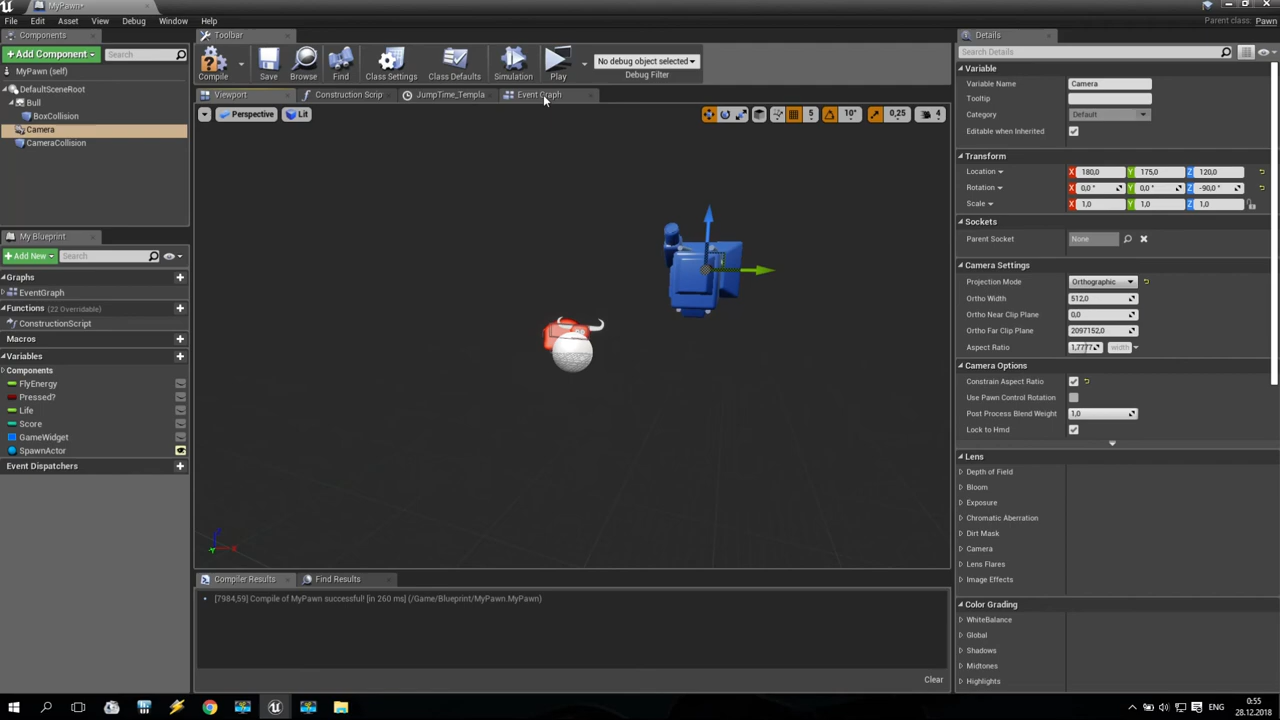 MyPawn*
File Edit Asset View Debug Window Help
Parent class: Pawn
Components
Toolbar
Details
+ Add Component
Search
MyPawn (self)
Compile
Save
Browse
Find
Class Settings
Class Defaults
Simulation
Play
No debug object selected
Debug Filter
Search Details
Variable
Variable Name Camera
Tooltip
Category Default
Editable when Inherited
DefaultSceneRoot
Bull
BoxCollision
Camera
CameraCollision
Viewport
Construction Scrip
JumpTime_Templa
Event Graph
Perspective
Lit
5
10°
0,25
4
Transform
Location X 180,0 Y 175,0 Z 120,0
Rotation X 0,0 ° Y 0,0 ° Z -90,0 °
Scale X 1,0 Y 1,0 Z 1,0
Sockets
Parent Socket None
Camera Settings
Projection Mode Orthographic
Ortho Width 512,0
Ortho Near Clip Plane 0,0
Ortho Far Clip Plane 2097152,0
Aspect Ratio 1,7777 width
Camera Options
Constrain Aspect Ratio
Use Pawn Control Rotation
Post Process Blend Weight 1,0
Lock to Hmd
Lens
Depth of Field
Bloom
Exposure
Chromatic Aberration
Dirt Mask
Camera
Lens Flares
Image Effects
Color Grading
WhiteBalance
Global
Shadows
Midtones
Highlights
My Blueprint
+ Add New
Search
Graphs
EventGraph
Functions (22 Overridable)
ConstructionScript
Macros
Variables
Components
FlyEnergy
Pressed?
Life
Score
GameWidget
SpawnActor
Event Dispatchers
Compiler Results
Find Results
[7984,59] Compile of MyPawn successful! [in 260 ms] (/Game/Blueprint/MyPawn.MyPawn)
Clear
ENG
0:55
28.12.2018